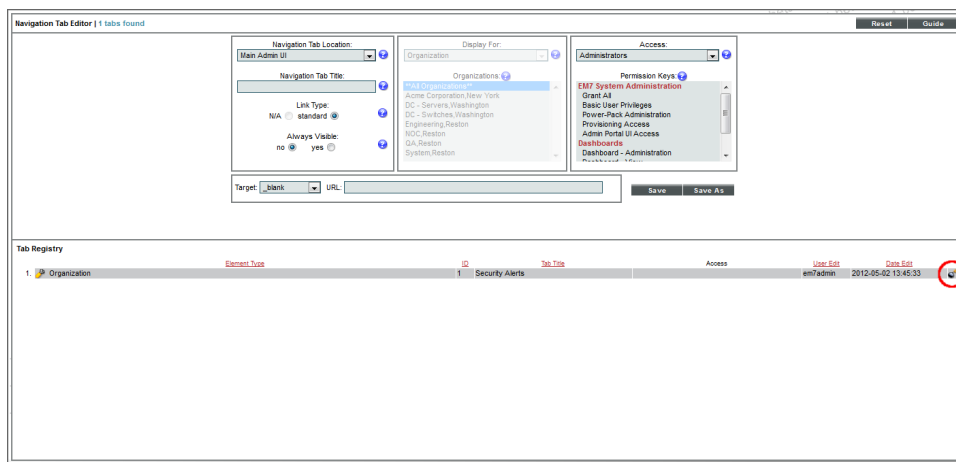 Navigation Tab Editor | 1 tabs found
Reset
Guide
Navigation Tab Location:
Main Admin UI
Navigation Tab Title:
Link Type:
N/A standard
Always Visible:
no yes
Display For:
Organization
Organizations:
**All Organizations**
Acme Corporation,New York
DC - Servers,Washington
DC - Switches,Washington
Engineering,Reston
NOC,Reston
QA,Reston
System,Reston
Access:
Administrators
Permission Keys:
EM7 System Administration
Grant All
Basic User Privileges
Power-Pack Administration
Provisioning Access
Admin Portal UI Access
Dashboards
Dashboard - Administration
Dashboard - View
Target: _blank URL:
Save
Save As
Tab Registry
Element Type ID Tab Title Access User Edit Date Edit
1. Organization 1 Security Alerts em7admin 2012-05-02 13:45:33